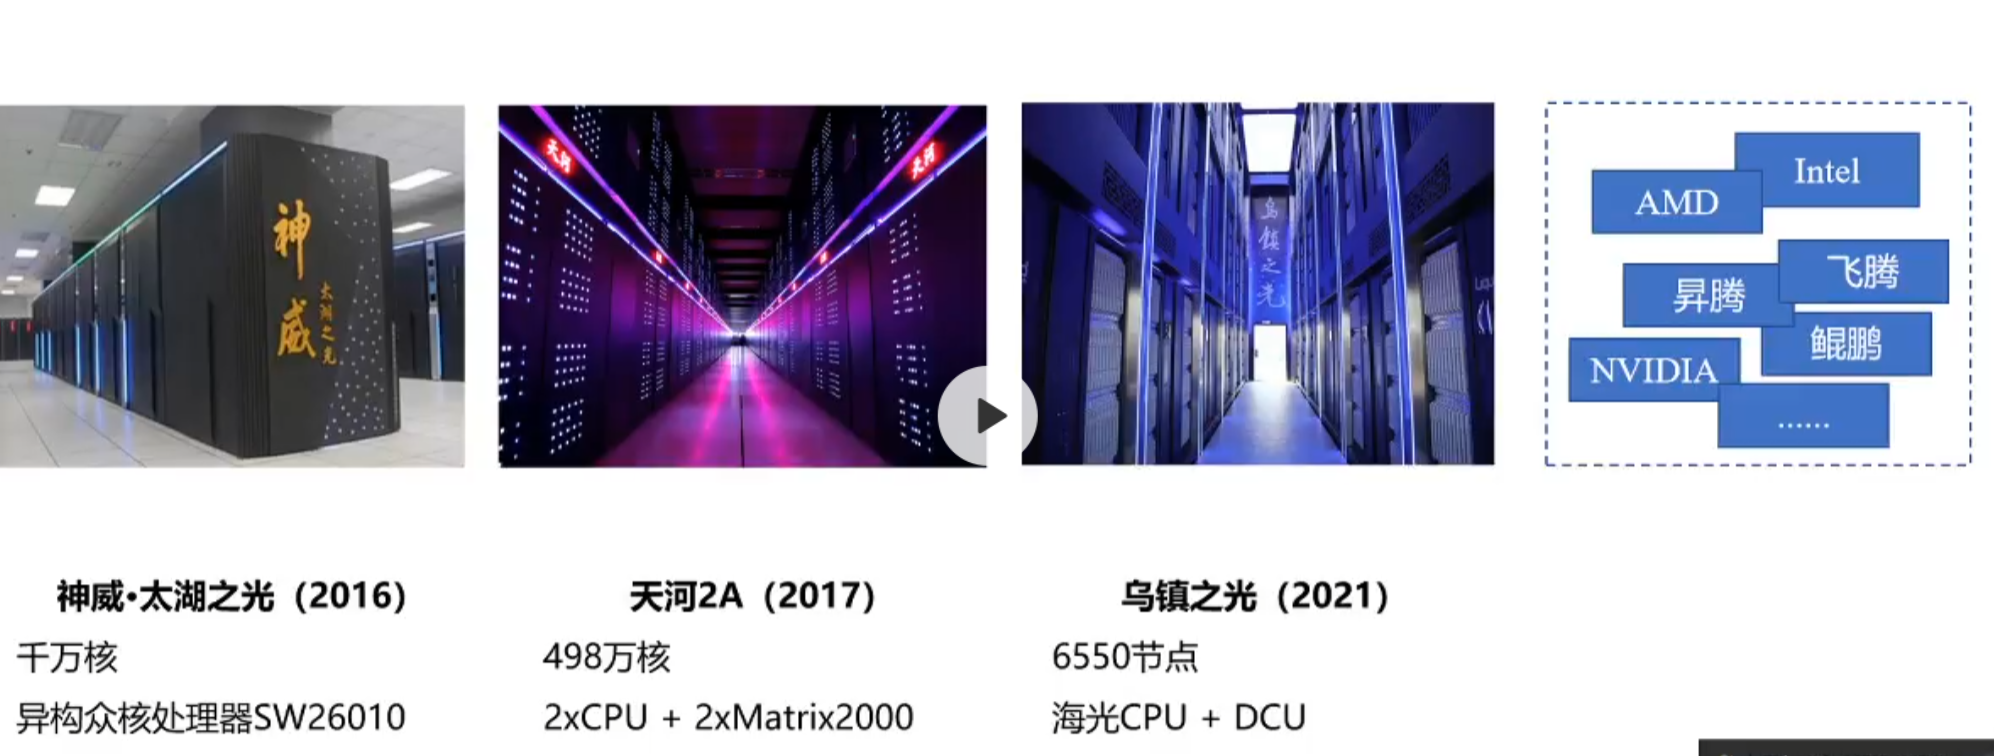 神威
太湖之光
天河
天河
乌镇之光
Intel
AMD
飞腾
昇腾
鲲鹏
NVIDIA
……
神威·太湖之光（2016）
千万核
异构众核处理器SW26010
天河2A（2017）
498万核
2xCPU + 2xMatrix2000
乌镇之光（2021）
6550节点
海光CPU + DCU